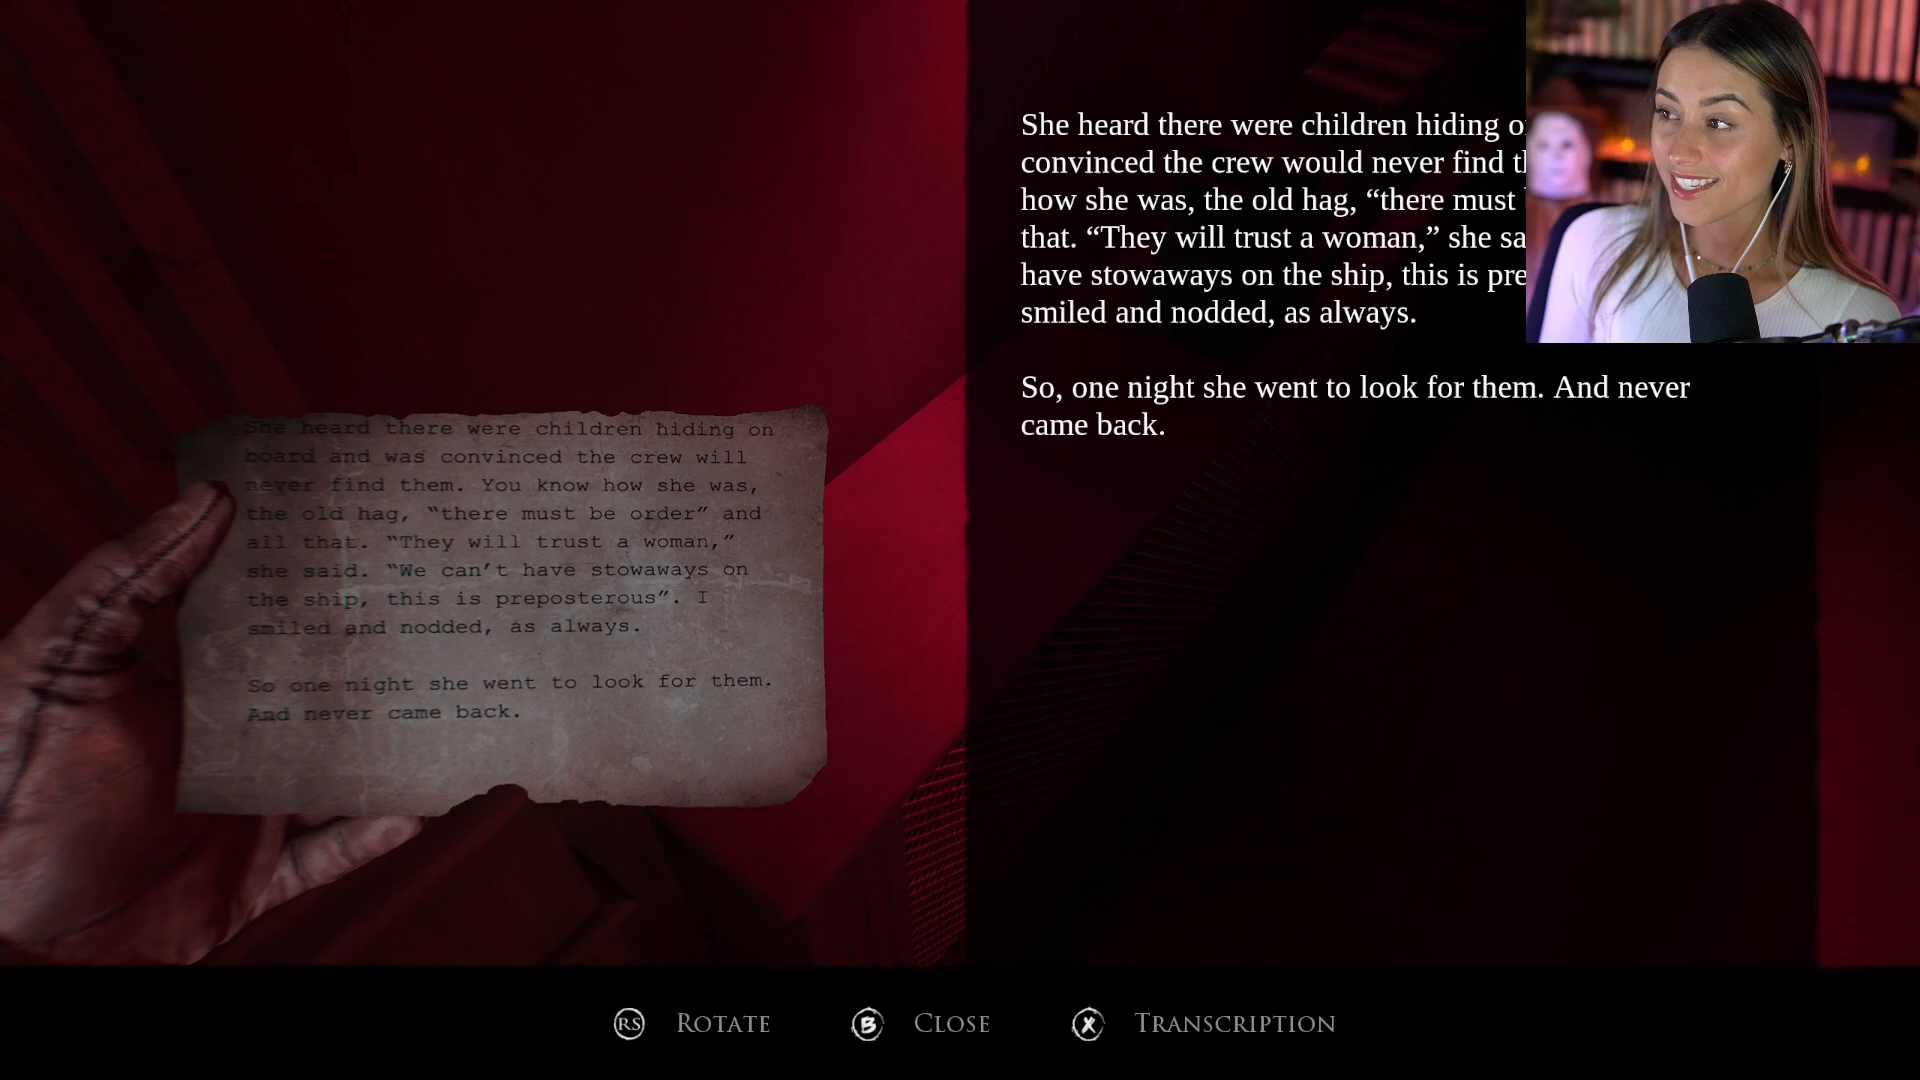 She heard there were children hiding on
board and was convinced the crew will
never find them. You know how she was,
the old hag, “there must be order” and
all that. “They will trust a woman,”
she said. “We can’t have stowaways on
the ship, this is preposterous”. I
smiled and nodded, as always.
So one night she went to look for them.
And never came back.
She heard there were children hiding
convinced the crew would never find
how she was, the old hag, “there must
that. “They will trust a woman,” she
have stowaways on the ship, this is
smiled and nodded, as always.
So, one night she went to look for them. And never
came back.
RS ROTATE B CLOSE X TRANSCRIPTION